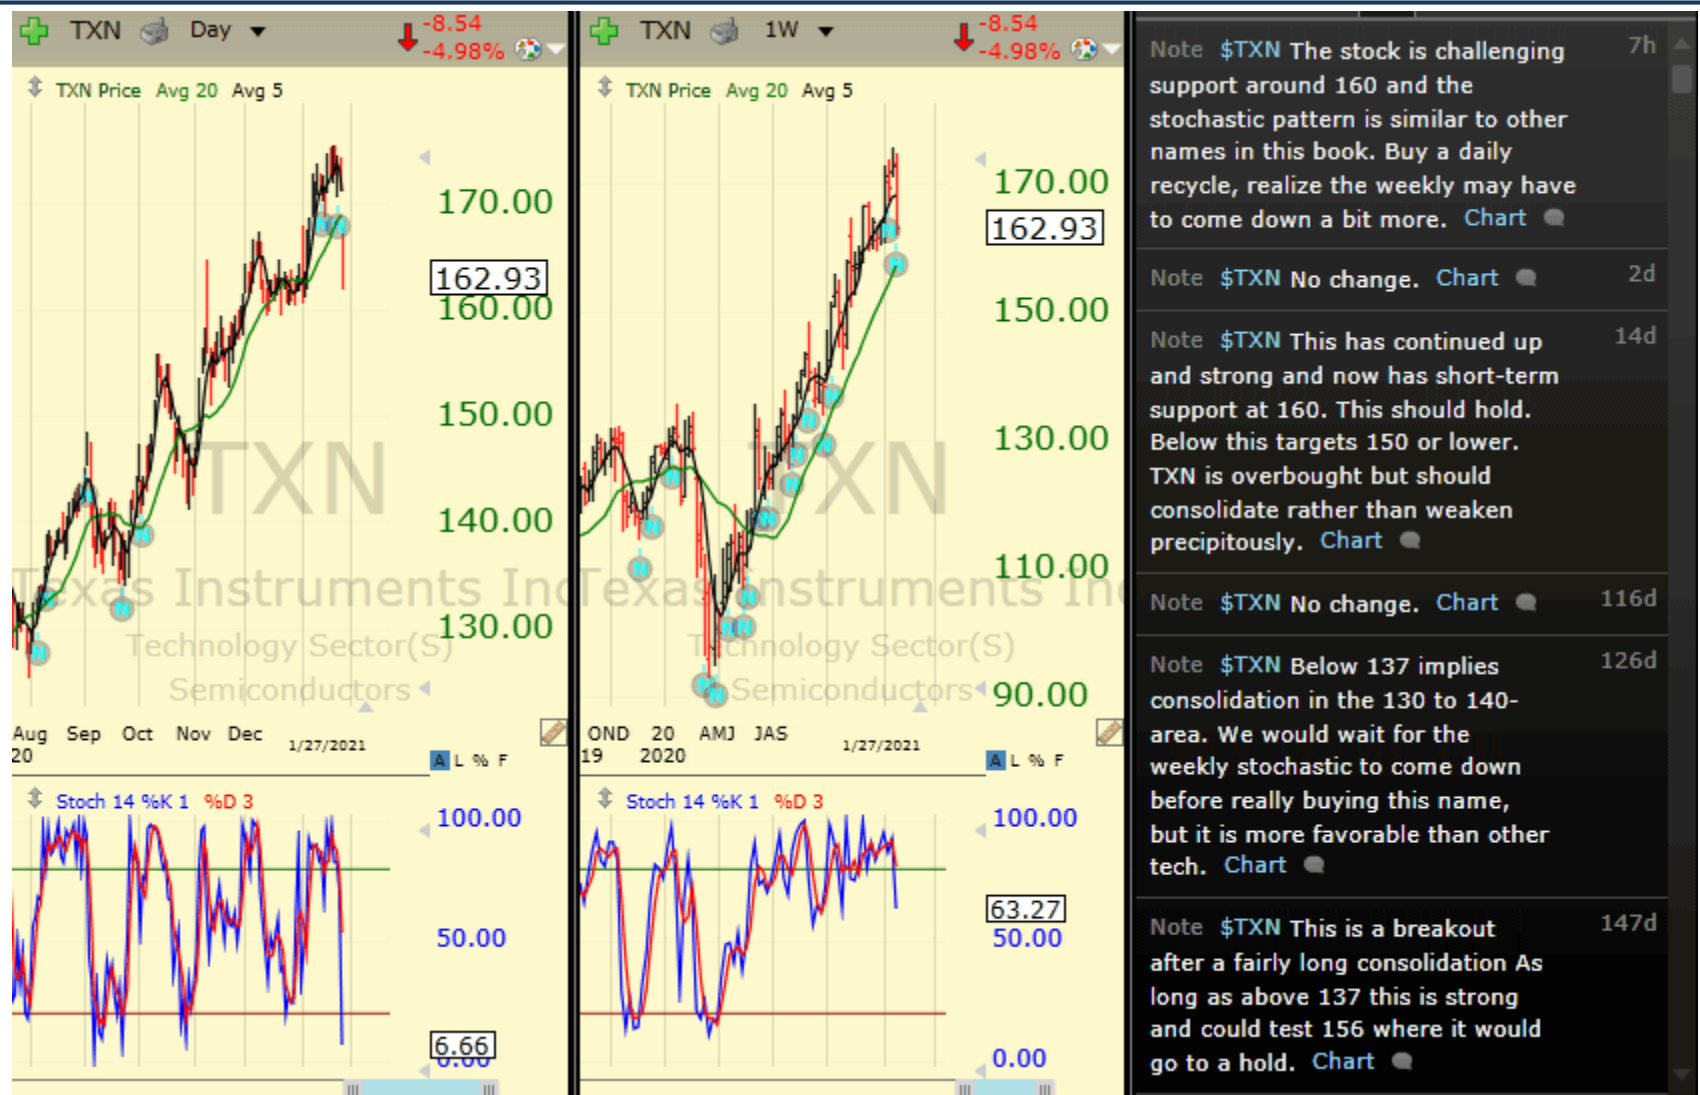 TXN Day
-8.54
-4.98%
TXN Price Avg 20 Avg 5
170.00
162.93
160.00
150.00
140.00
130.00
TXN
Texas Instruments Inc
Technology Sector(S)
Semiconductors
Aug Sep Oct Nov Dec 1/27/2021
20
A L % F
Stoch 14 %K 1 %D 3
100.00
50.00
6.66
0.00
TXN 1W
-8.54
-4.98%
TXN Price Avg 20 Avg 5
170.00
162.93
150.00
130.00
110.00
90.00
TXN
Texas Instruments In
Technology Sector(S)
Semiconductors
OND 20 AMJ JAS 1/27/2021
19 2020
A L % F
Stoch 14 %K 1 %D 3
100.00
63.27
50.00
0.00
Note $TXN The stock is challenging 7h
support around 160 and the
stochastic pattern is similar to other
names in this book. Buy a daily
recycle, realize the weekly may have
to come down a bit more. Chart
Note $TXN No change. Chart 2d
Note $TXN This has continued up 14d
and strong and now has short-term
support at 160. This should hold.
Below this targets 150 or lower.
TXN is overbought but should
consolidate rather than weaken
precipitously. Chart
Note $TXN No change. Chart 116d
Note $TXN Below 137 implies 126d
consolidation in the 130 to 140-
area. We would wait for the
weekly stochastic to come down
before really buying this name,
but it is more favorable than other
tech. Chart
Note $TXN This is a breakout 147d
after a fairly long consolidation As
long as above 137 this is strong
and could test 156 where it would
go to a hold. Chart